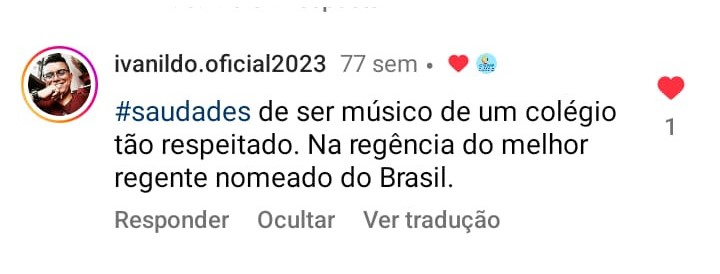 ivanildo.oficial2023 77 sem •
#saudades de ser músico de um colégio
tão respeitado. Na regência do melhor
regente nomeado do Brasil.
1
Responder Ocultar Ver tradução